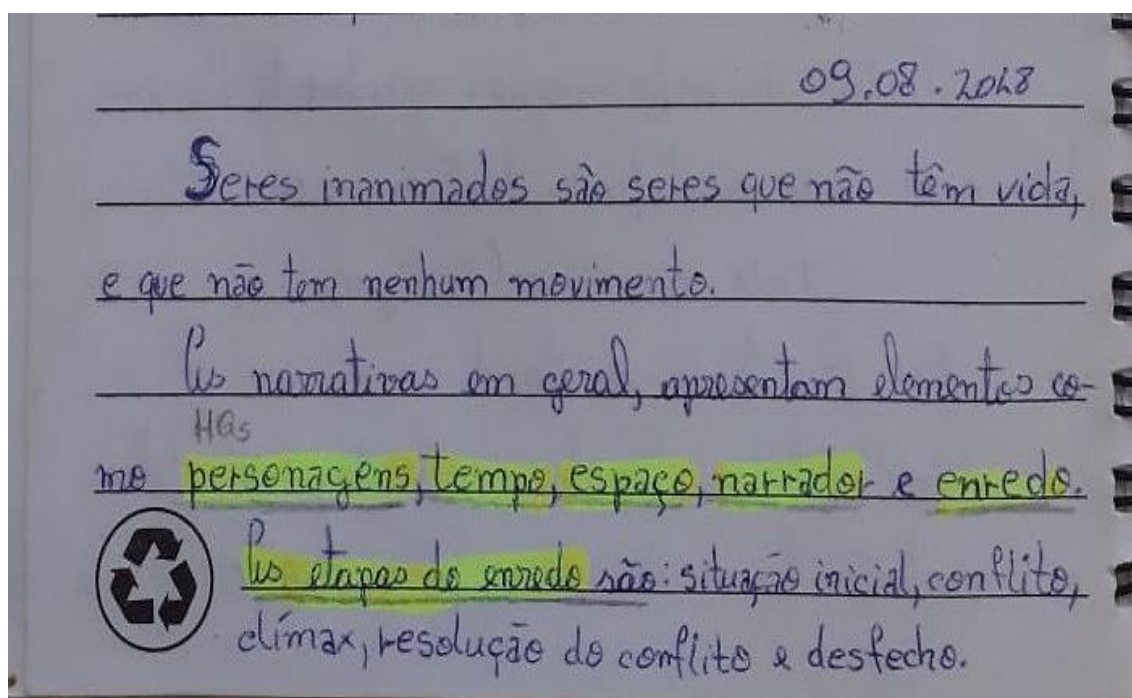 09.08.2018
Seres inanimados são seres que não têm vida,
e que não tem nenhum movimento.
As narrativas em geral, apresentam elementos co-
HQs
mo personagens, tempo, espaço, narrador e enredo.
As etapas do enredo são: situação inicial, conflito,
clímax, resolução do conflito e desfecho.